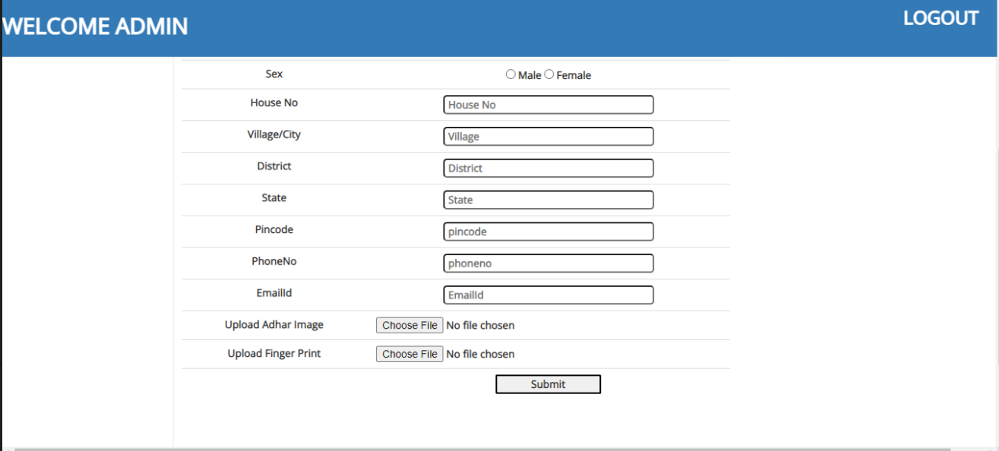 WELCOME ADMIN LOGOUT
Sex Male Female
House No House No
Village/City Village
District District
State State
Pincode pincode
PhoneNo phoneno
EmailId EmailId
Upload Adhar Image Choose File No file chosen
Upload Finger Print Choose File No file chosen
Submit